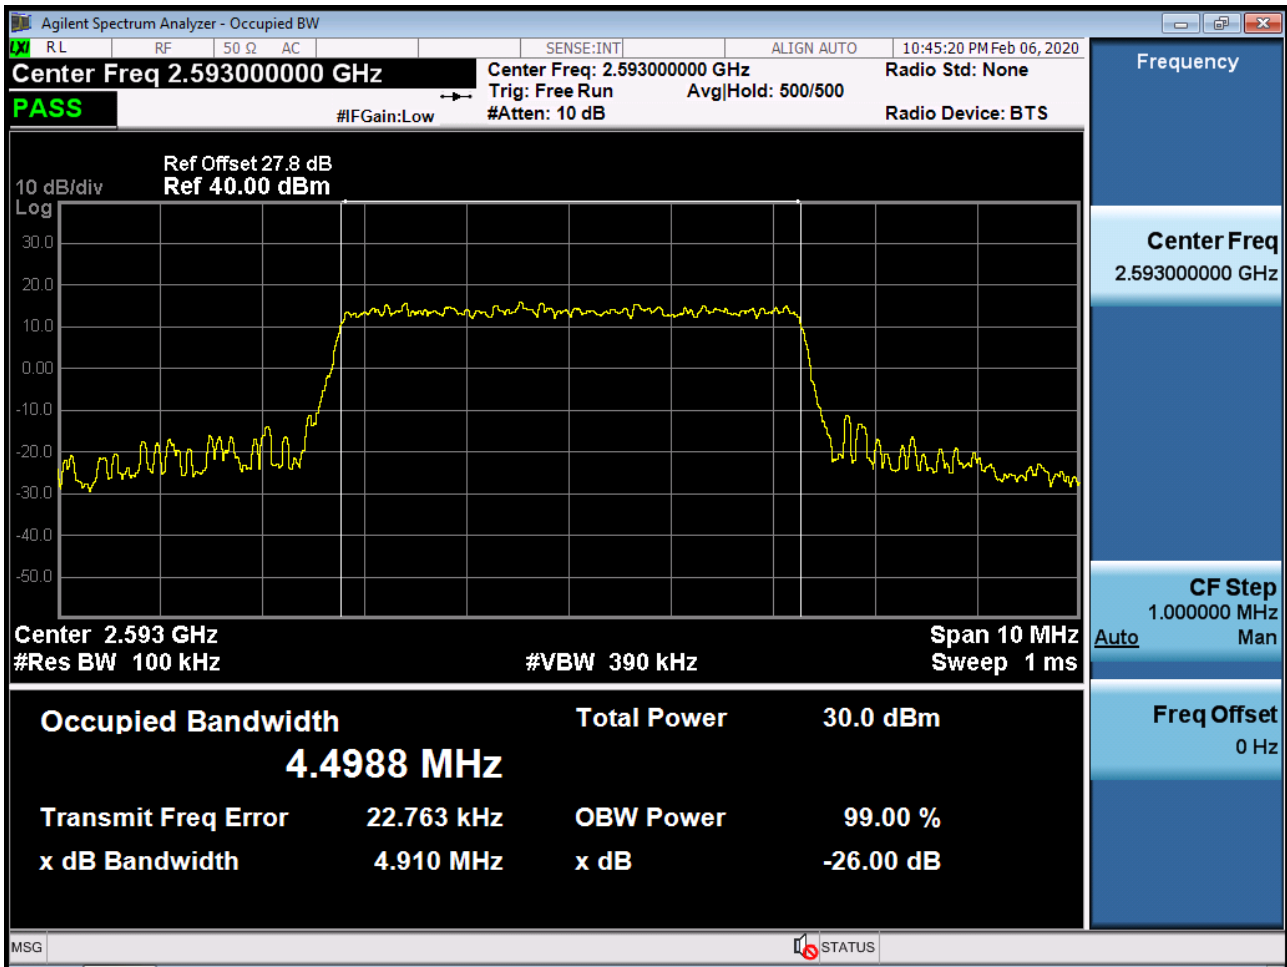 Agilent Spectrum Analyzer - Occupied BW
LXI RL RF 50 Ω AC SENSE:INT ALIGN AUTO 10:45:20 PM Feb 06, 2020
Center Freq 2.593000000 GHz
Center Freq: 2.593000000 GHz
Radio Std: None
Trig: Free Run Avg|Hold: 500/500
PASS
#IFGain:Low
#Atten: 10 dB
Radio Device: BTS
Ref Offset 27.8 dB
10 dB/div Ref 40.00 dBm
Log
30.0
20.0
10.0
0.00
-10.0
-20.0
-30.0
-40.0
-50.0
Center 2.593 GHz Span 10 MHz
#Res BW 100 kHz #VBW 390 kHz Sweep 1 ms
Occupied Bandwidth Total Power 30.0 dBm
4.4988 MHz
Transmit Freq Error 22.763 kHz OBW Power 99.00 %
x dB Bandwidth 4.910 MHz x dB -26.00 dB
Frequency
Center Freq
2.593000000 GHz
CF Step
1.000000 MHz
Auto Man
Freq Offset
0 Hz
MSG STATUS